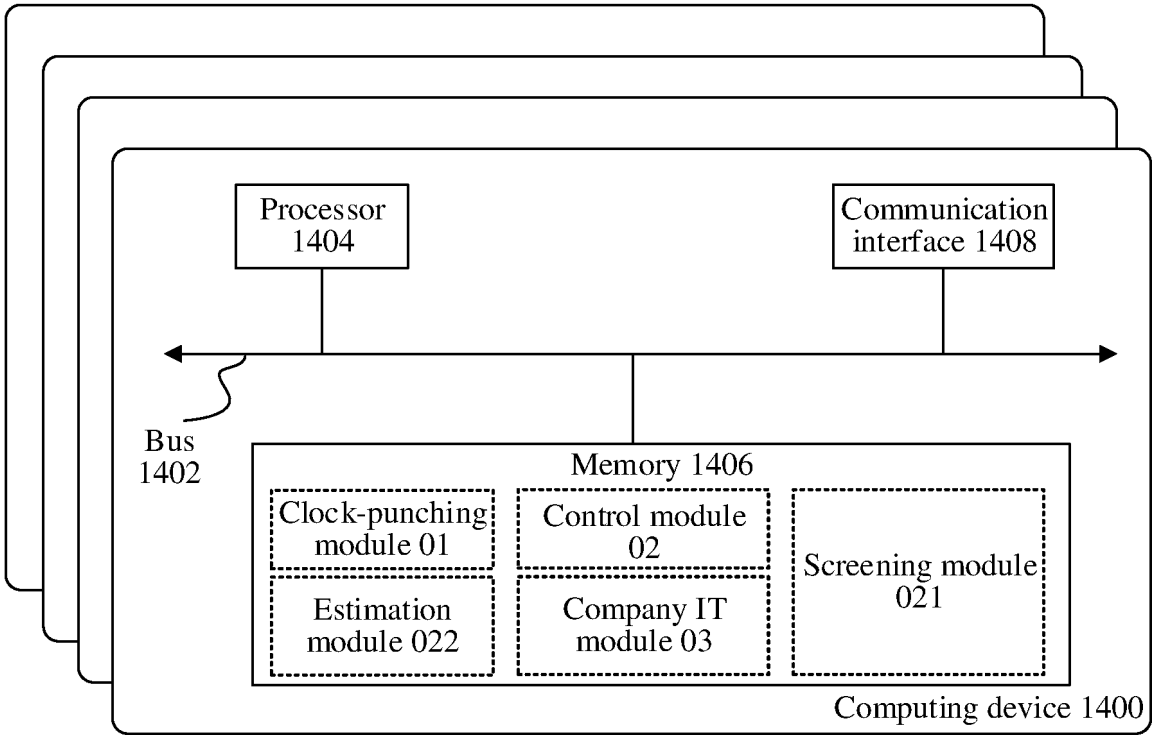 Processor
1404
Communication
interface 1408
Bus
1402
Memory 1406
Clock-punching
module 01
Control module
02
Screening module
021
Estimation
module 022
Company IT
module 03
Computing device 1400